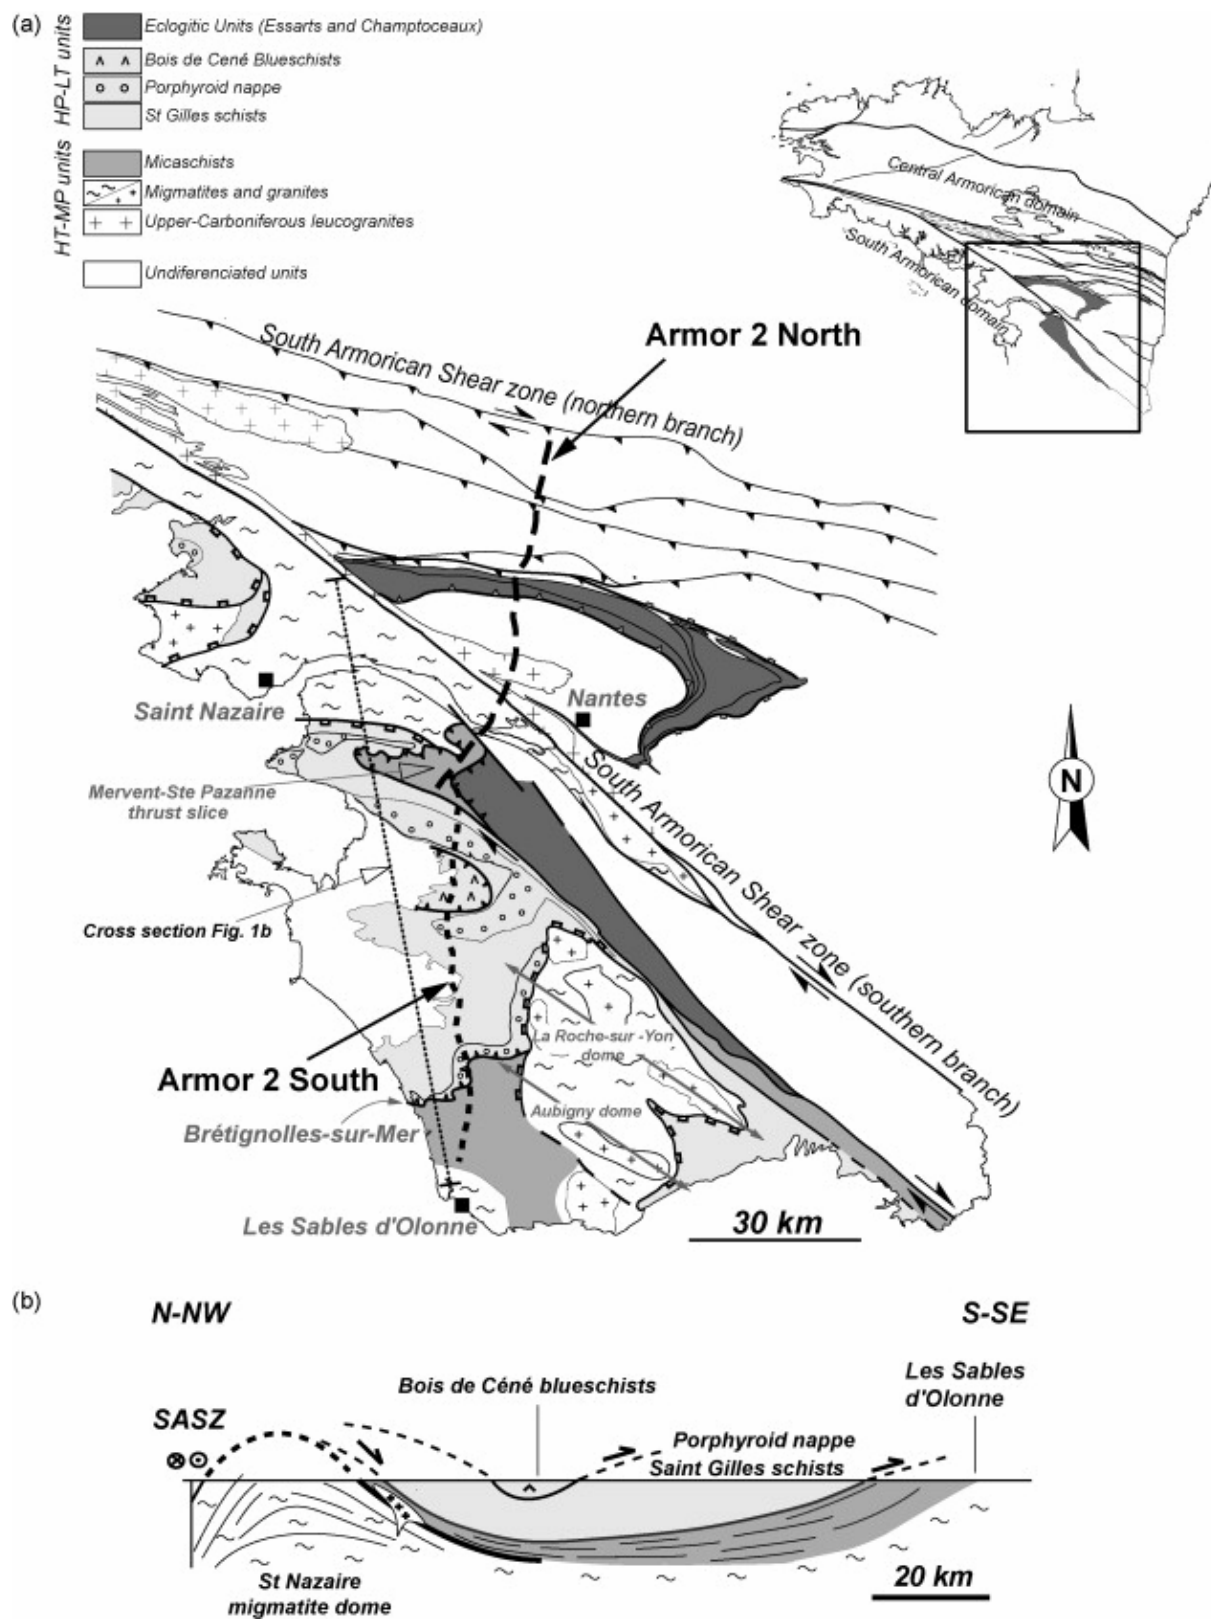 (a)
HP-LT units
Eclogitic Units (Essarts and Champtoceaux)
Bois de Cené Blueschists
Porphyroid nappe
St Gilles schists
HT-MP units
Micaschists
Migmatites and granites
Upper-Carboniferous leucogranites
Undiferenciated units
Central Armorican domain
South Armorican domain
South Armorican Shear zone (northern branch)
Armor 2 North
Saint Nazaire
Nantes
N
Mervent-Ste Pazanne
thrust slice
South Armorican Shear zone (southern branch)
Cross section Fig. 1b
La Roche-sur -Yon
dome
Armor 2 South
Aubigny dome
Brétignolles-sur-Mer
Les Sables d'Olonne
30 km
(b)
N-NW
S-SE
Bois de Céné blueschists
Les Sables
d'Olonne
SASZ
Porphyroid nappe
Saint Gilles schists
St Nazaire
migmatite dome
20 km